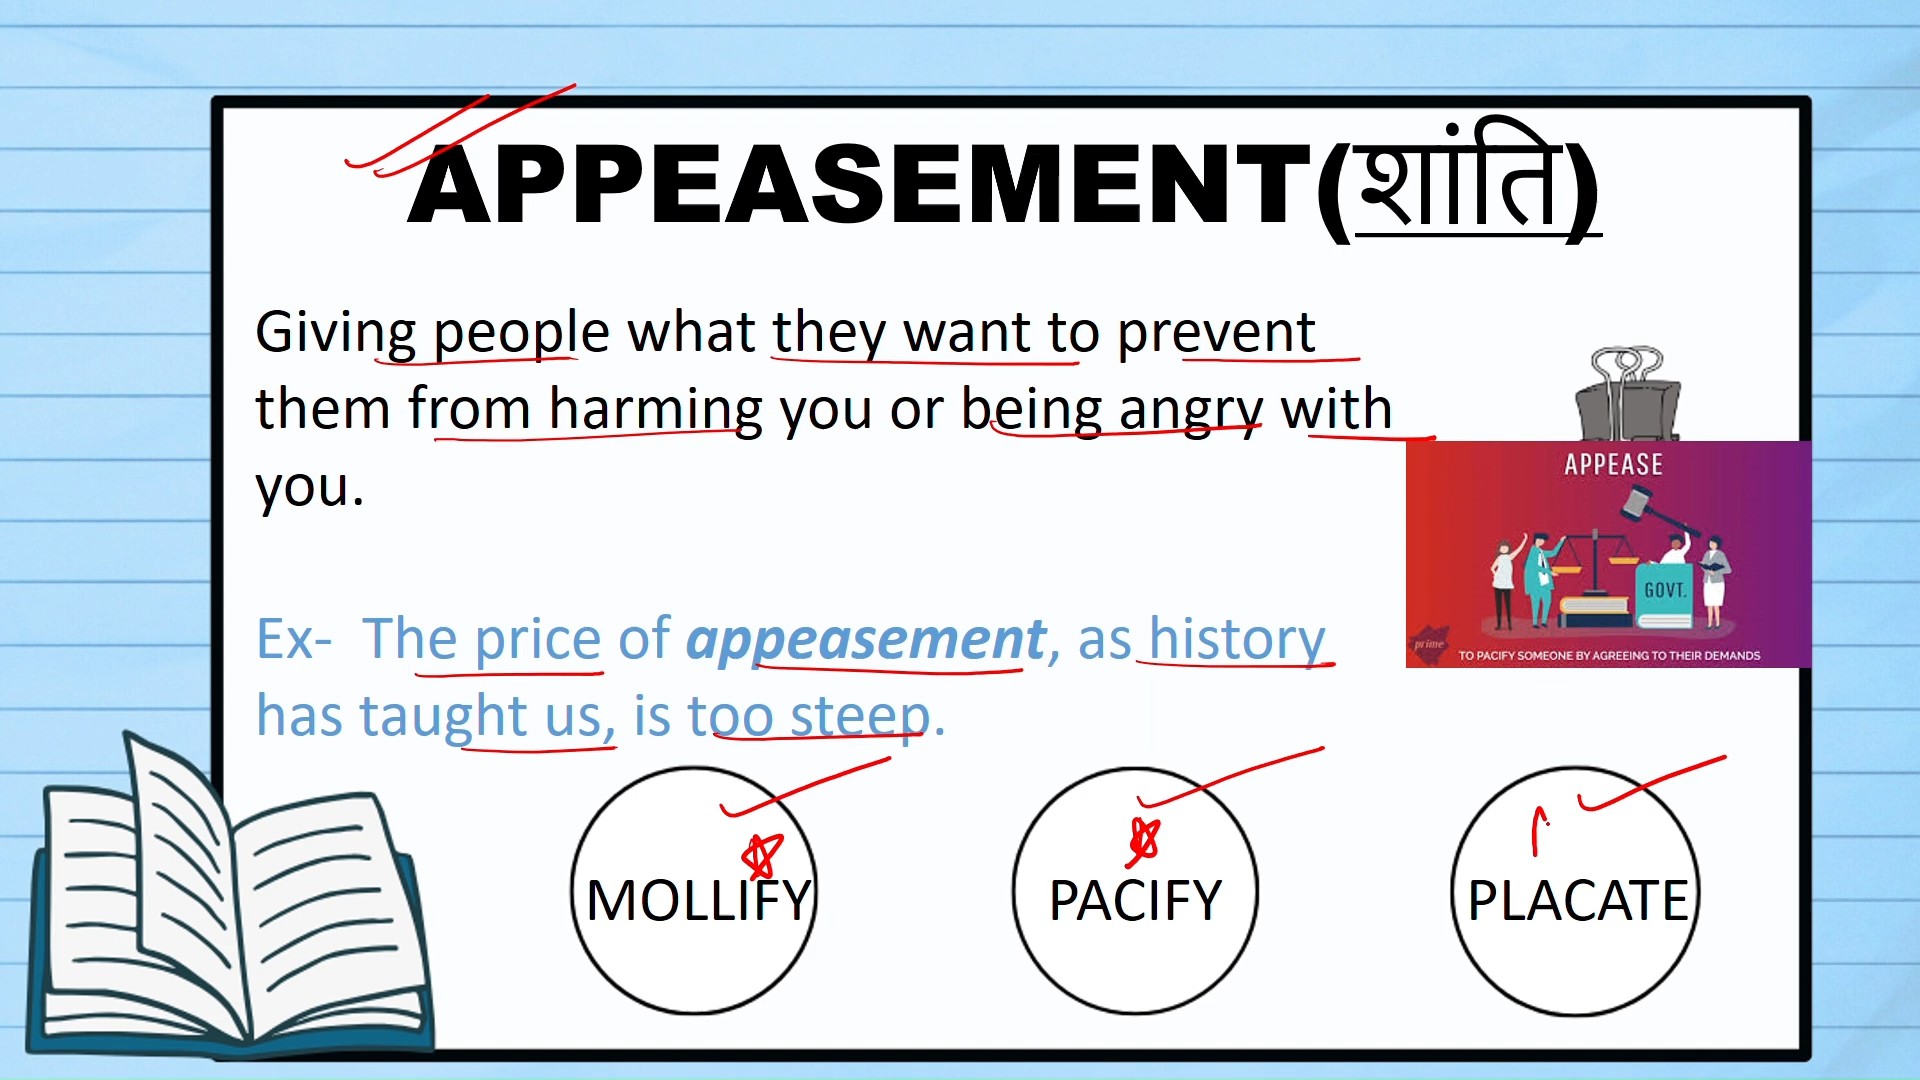 APPEASEMENT(शांति)
Giving people what they want to prevent
them from harming you or being angry with
you.
APPEASE
GOVT.
prime
TO PACIFY SOMEONE BY AGREEING TO THEIR DEMANDS
Ex- The price of appeasement, as history
has taught us, is too steep.
MOLLIFY
PACIFY
PLACATE